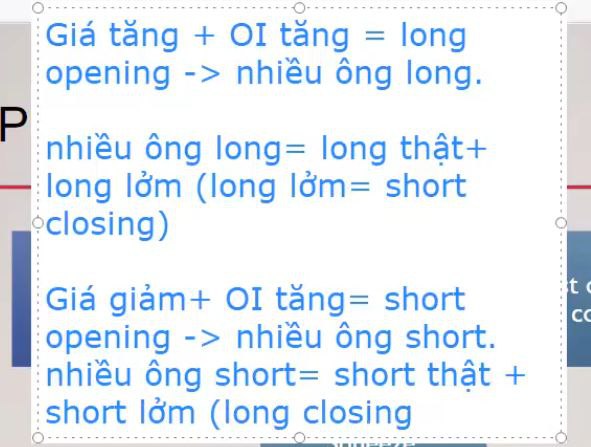 Giá tăng + OI tăng = long
opening -> nhiều ông long.
P
nhiều ông long= long thật+
long lởm (long lởm= short
closing)
Giá giảm+ OI tăng= short
opening -> nhiều ông short.
nhiều ông short= short thật +
short lởm (long closing